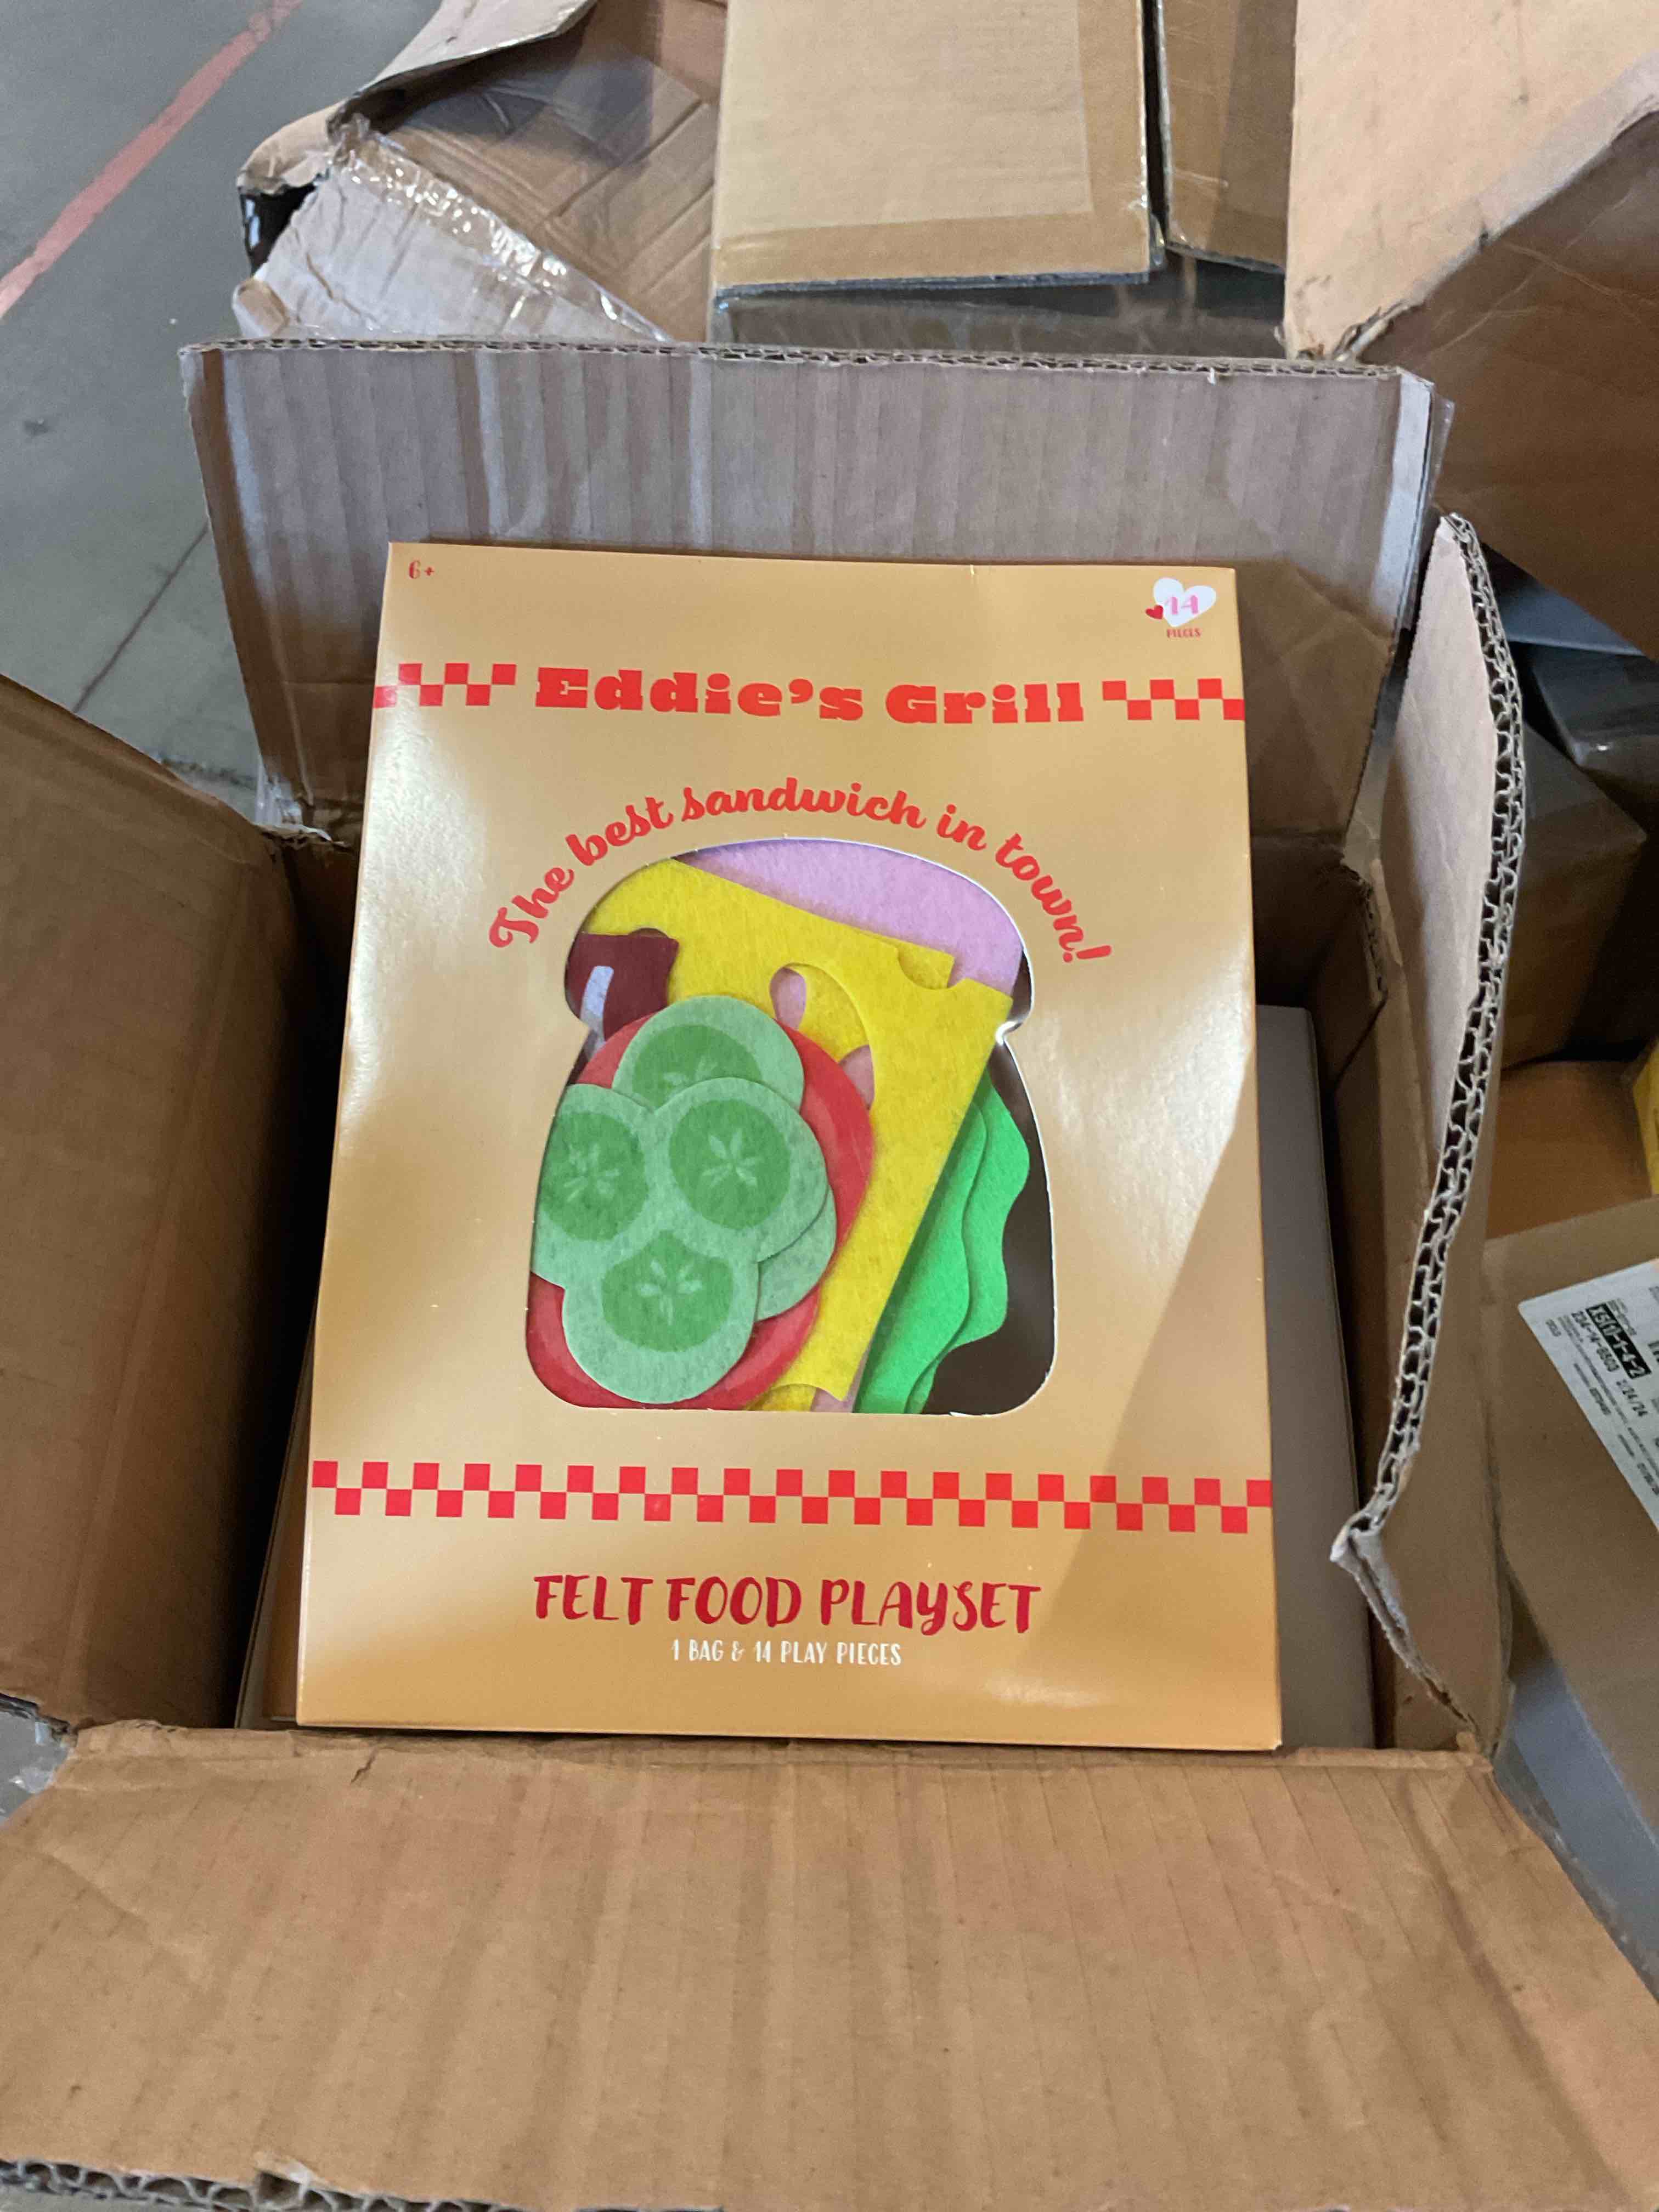 6+
14
PIECES
Eddie's Grill
The best sandwich in town!
FELT FOOD PLAYSET
1 BAG & 14 PLAY PIECES